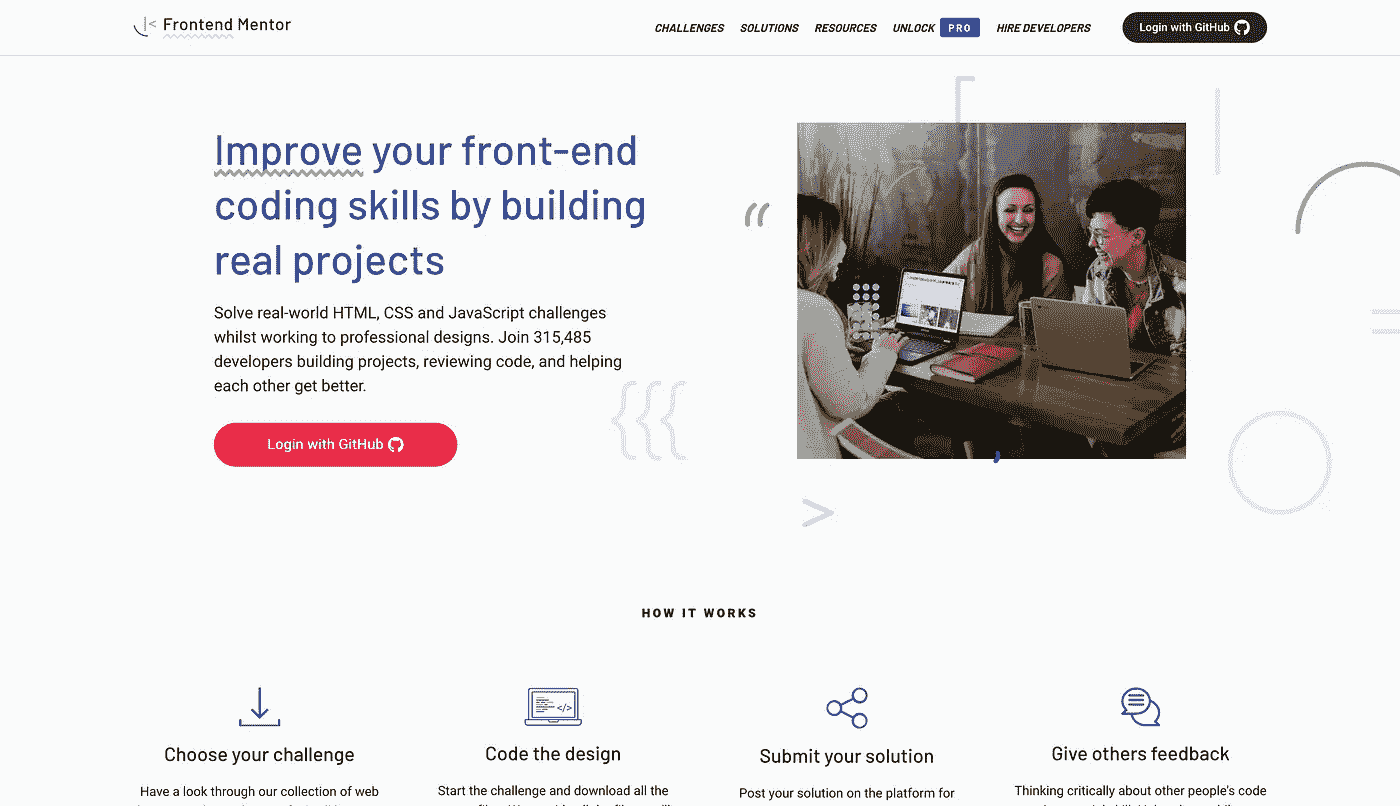 Frontend Mentor
CHALLENGES SOLUTIONS RESOURCES UNLOCK PRO HIRE DEVELOPERS Login with GitHub
Improve your front-end
coding skills by building
real projects
Solve real-world HTML, CSS and JavaScript challenges
whilst working to professional designs. Join 315,485
developers building projects, reviewing code, and helping
each other get better.
Login with GitHub
HOW IT WORKS
Choose your challenge
Have a look through our collection of web
Code the design
Start the challenge and download all the
Submit your solution
Post your solution on the platform for
Give others feedback
Thinking critically about other people's code